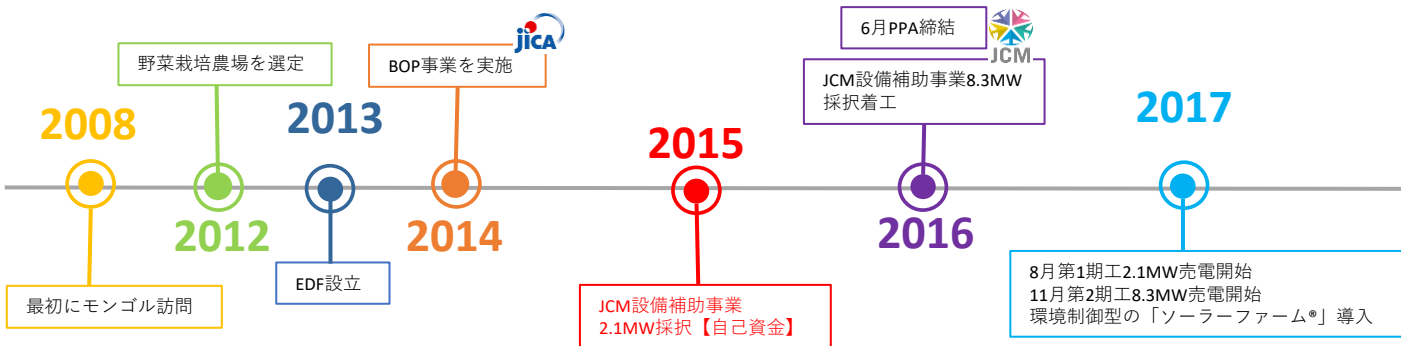 2008
最初にモンゴル訪問
野菜栽培農場を選定
2012
2013
EDF設立
BOP事業を実施
jICA
2014
2015
JCM設備補助事業
2.1MW採択【自己資金】
6月PPA締結
JCM
JCM設備補助事業8.3MW
採択着工
2016
2017
8月第1期工2.1MW売電開始
11月第2期工8.3MW売電開始
環境制御型の「ソーラーファーム®」導入